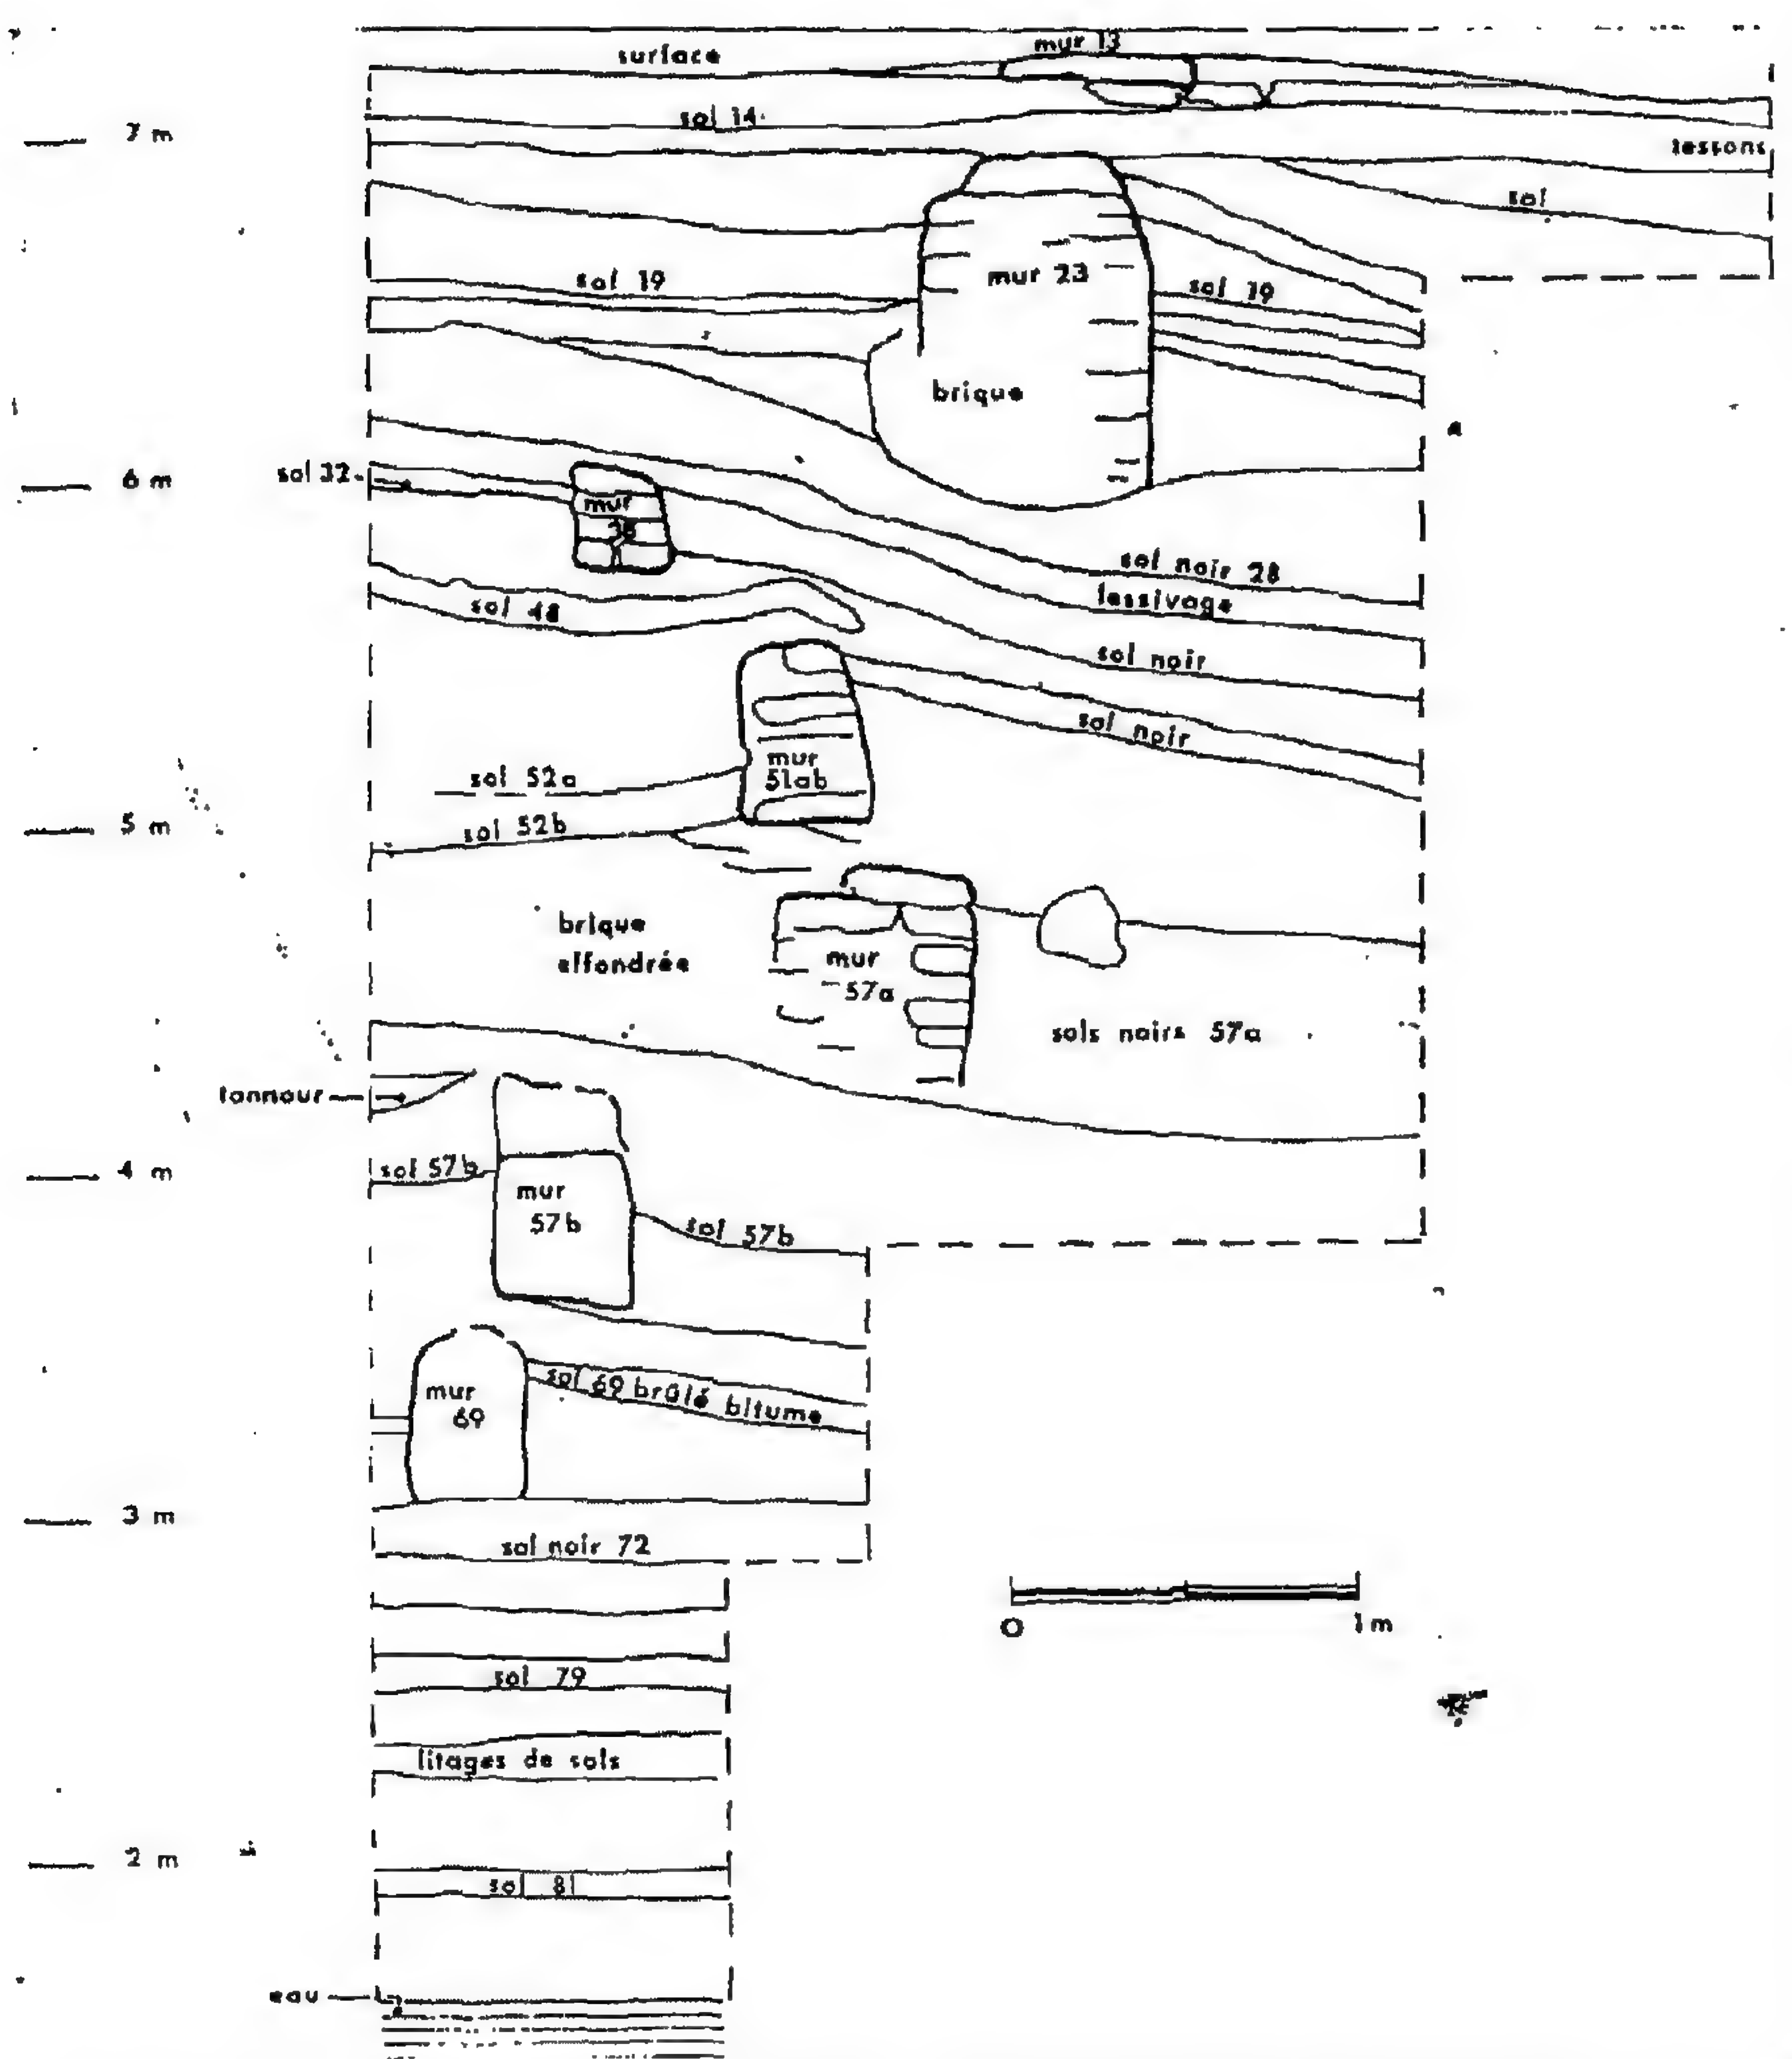 surface
mur 13
sol 14
7 m
tessons
sol
sol 19
mur 23
sol 19
brique
6 m
sol 32
mur
sol noir 28
lessivage
sol 48
sol noir
sol noir
mur
51ab
sol 52a
5 m
sol 52b
brique
effondrée
mur
57a
sols noirs 57a
tannour
4 m
sol 57b
mur
57b
sol 57b
mur
69
sol 69 brûlé bitume
3 m
sol noir 72
0
1 m
sol 79
litages de sols
2 m
sol 81
eau